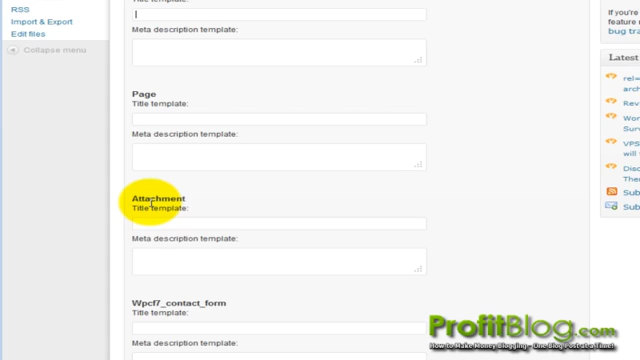 RSS
Import & Export
Edit files
Collapse menu
Meta description template:
Page
Title template:
Meta description template:
Attachment
Title template:
Meta description template:
Wpcf7_contact_form
Title template:
Meta description template:
If you're
feature
bug tra
Latest
rel=
arch
Rev
Wor
Surv
VPS
will
Disc
The
Sub
Sub
ProfitBlog.com
How to Make Money Blogging - One Blog Post at a Time!